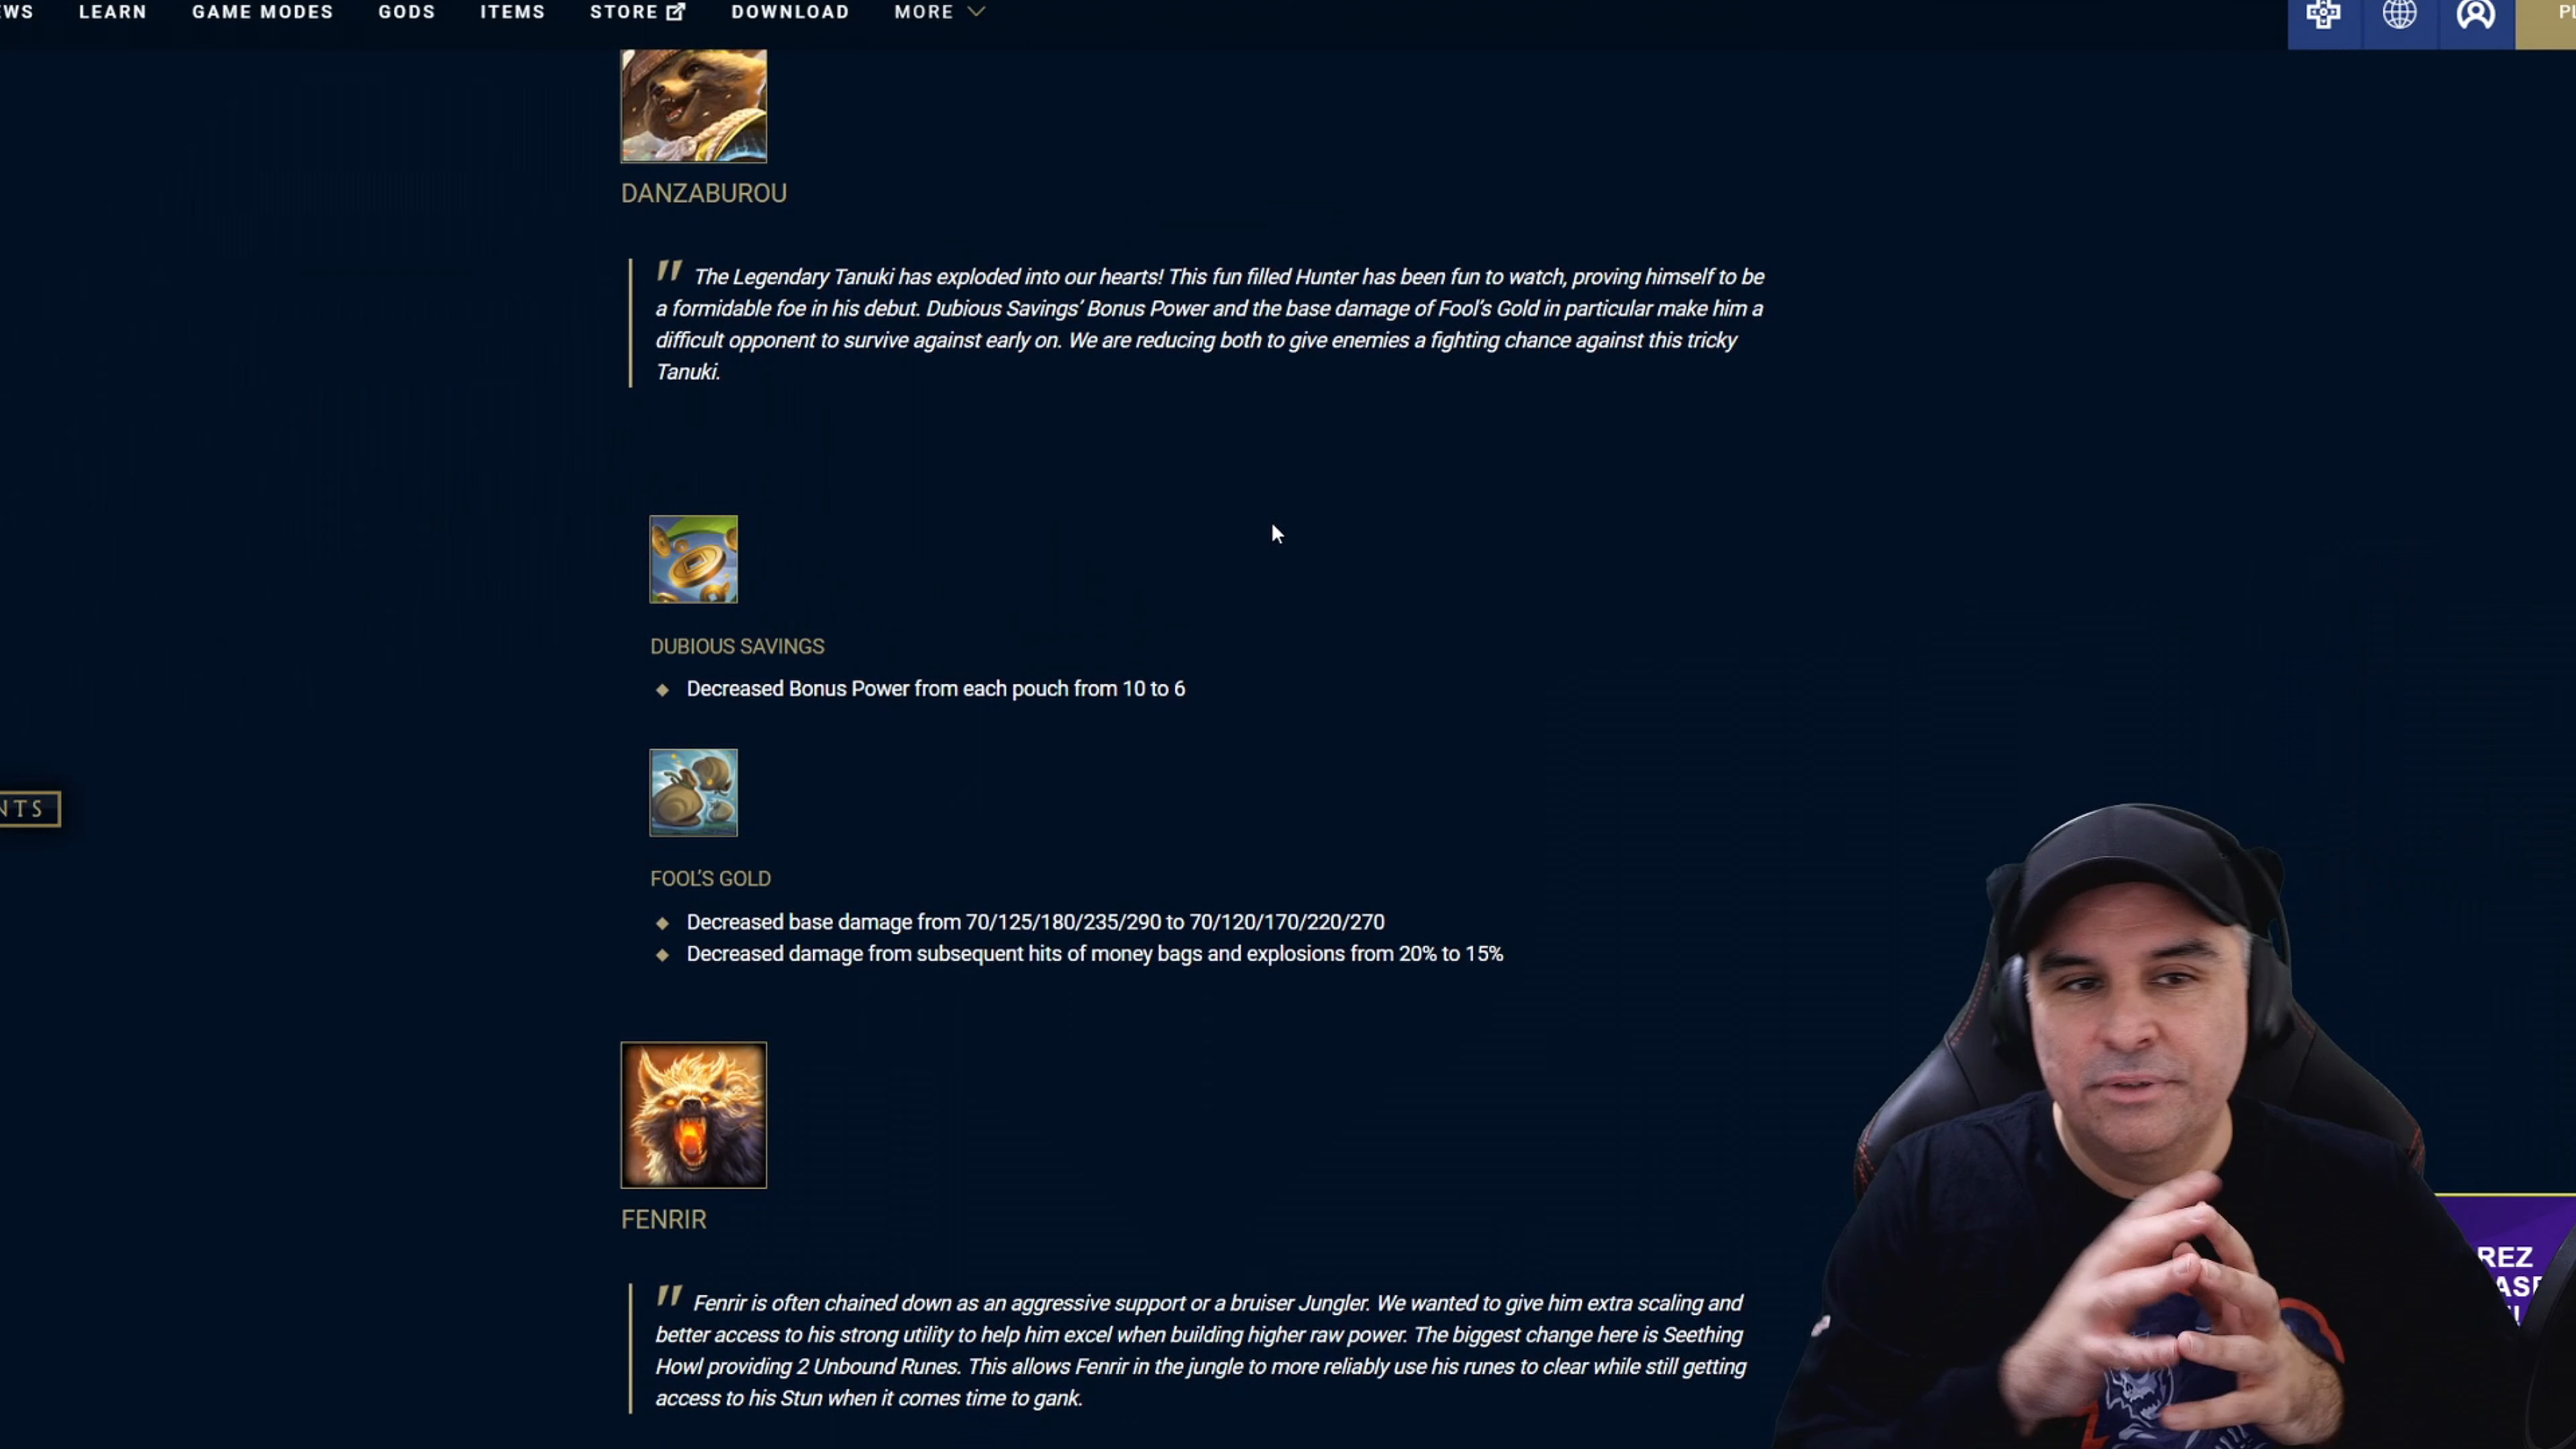 LEARN GAME MODES GODS ITEMS STORE DOWNLOAD MORE
DANZABUROU
" The Legendary Tanuki has exploded into our hearts! This fun filled Hunter has been fun to watch, proving himself to be
a formidable foe in his debut. Dubious Savings' Bonus Power and the base damage of Fool's Gold in particular make him a
difficult opponent to survive against early on. We are reducing both to give enemies a fighting chance against this tricky
Tanuki.
DUBIOUS SAVINGS
Decreased Bonus Power from each pouch from 10 to 6
NTS
FOOL'S GOLD
Decreased base damage from 70/125/180/235/290 to 70/120/170/220/270
Decreased damage from subsequent hits of money bags and explosions from 20% to 15%
FENRIR
" Fenrir is often chained down as an aggressive support or a bruiser Jungler. We wanted to give him extra scaling and
better access to his strong utility to help him excel when building higher raw power. The biggest change here is Seething
Howl providing 2 Unbound Runes. This allows Fenrir in the jungle to more reliably use his runes to clear while still getting
access to his Stun when it comes time to gank.
REZ